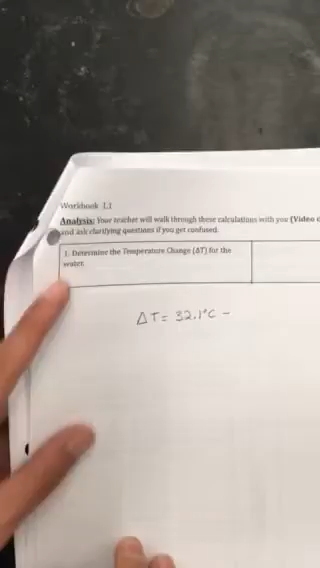 Workbook 1.1
Analysis: Your teacher will walk through these calculations with you (Video
and ask clarifying questions if you get confused.
1. Determine the Temperature Change (ΔT) for the
water.
ΔT = 32.1°C -